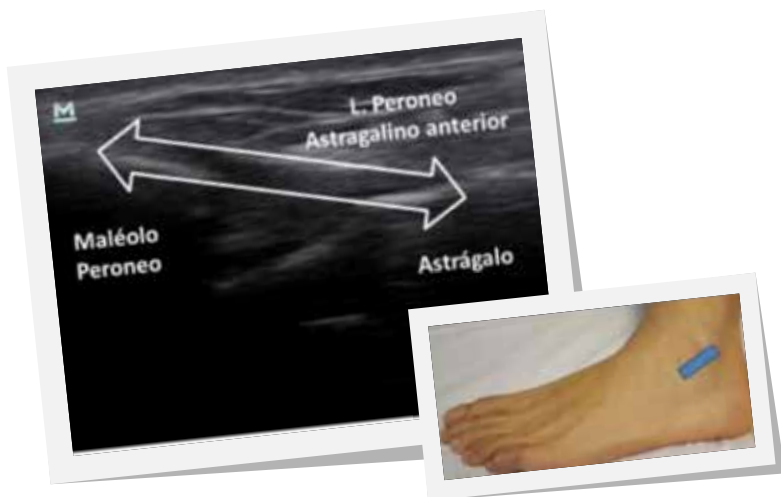 M
L. Peroneo
Astragalino anterior
Maléolo
Peroneo
Astrágalo